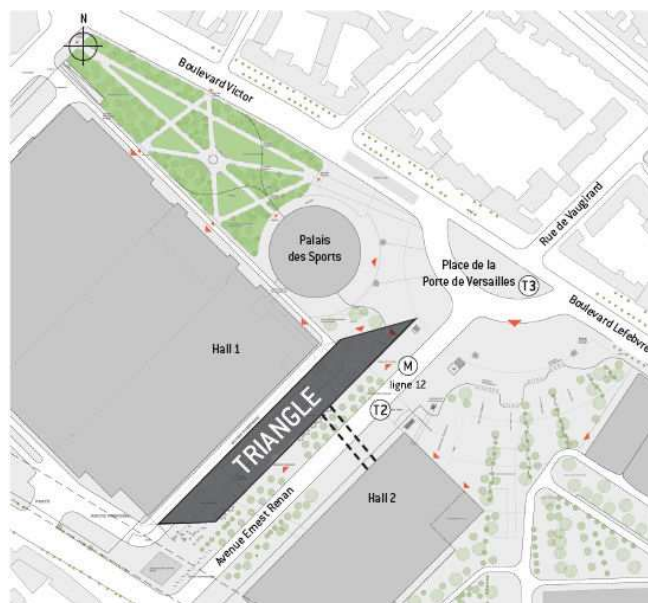 N
Boulevard Victor
Rue de Vaugirard
Palais
des Sports
Place de la
Porte de Versailles
T3
Boulevard Lefebvre
Hall 1
M
ligne 12
T2
TRIANGLE
Hall 2
Avenue Ernest Renan